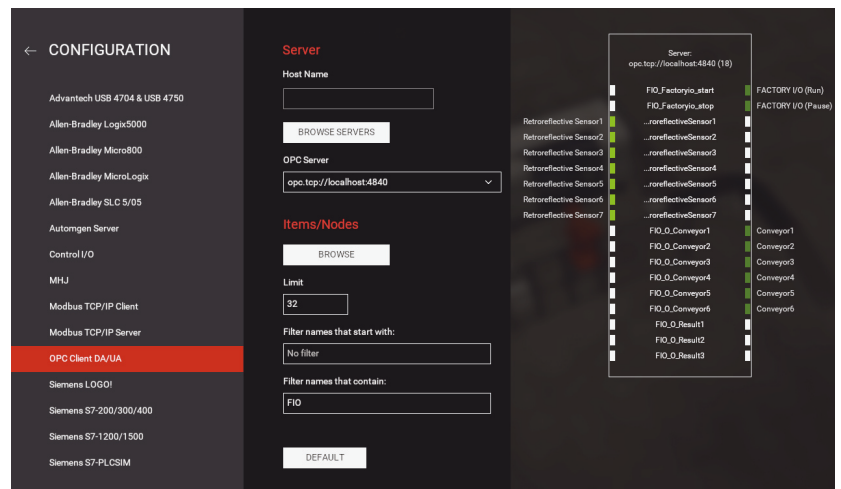 ← CONFIGURATION
Advantech USB 4704 & USB 4750
Allen-Bradley Logix5000
Allen-Bradley Micro800
Allen-Bradley MicroLogix
Allen-Bradley SLC 5/05
Automgen Server
Control I/O
MHJ
Modbus TCP/IP Client
Modbus TCP/IP Server
OPC Client DA/UA
Siemens LOGO!
Siemens S7-200/300/400
Siemens S7-1200/1500
Siemens S7-PLCSIM
Server
Host Name
BROWSE SERVERS
OPC Server
opc.tcp://localhost:4840
Items/Nodes
BROWSE
Limit
32
Filter names that start with:
No filter
Filter names that contain:
FIO
DEFAULT
Server:
opc.tcp://localhost:4840 (18)
FIO_Factoryio_start FACTORY I/O (Run)
FIO_Factoryio_stop FACTORY I/O (Pause)
Retroreflective Sensor1 ...roreflectiveSensor1
Retroreflective Sensor2 ...roreflectiveSensor2
Retroreflective Sensor3 ...roreflectiveSensor3
Retroreflective Sensor4 ...roreflectiveSensor4
Retroreflective Sensor5 ...roreflectiveSensor5
Retroreflective Sensor6 ...roreflectiveSensor6
Retroreflective Sensor7 ...roreflectiveSensor7
FIO_O_Conveyor1 Conveyor1
FIO_O_Conveyor2 Conveyor2
FIO_O_Conveyor3 Conveyor3
FIO_O_Conveyor4 Conveyor4
FIO_O_Conveyor5 Conveyor5
FIO_O_Conveyor6 Conveyor6
FIO_O_Result1
FIO_O_Result2
FIO_O_Result3